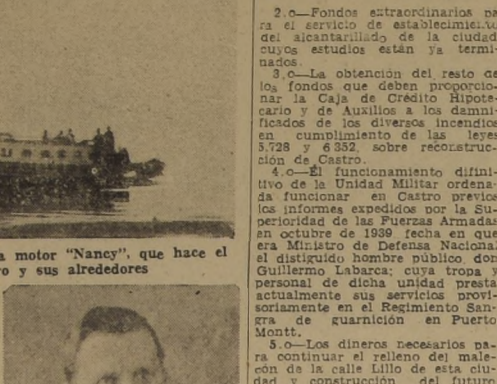 a motor "Nancy", que hace el
o y sus alrededores
2.o—Fondos extraordinarios pa
ra el servicio de establecimiento
del alcantarillado de la ciudad
cuyos estudios están ya termi-
nados.
3.o—La obtención del resto de
los fondos que deben proporcio-
nar la Caja de Crédito Hipote-
cario y de Auxilios a los damni-
ficados de los diversos incendios
en cumplimiento de las leyes
5.728 y 6 352, sobre reconstruc-
ción de Castro.
4.o—El funcionamiento difini-
tivo de la Unidad Militar ordena-
da funcionar en Castro previos
los informes expedidos por la Su-
perioridad de las Fuerzas Armadas
en octubre de 1939 fecha en que
era Ministro de Defensa Naciona
el distiguido hombre público, don
Guillermo Labarca; cuya tropa y
personal de dicha unidad presta
actualmente sus servicios provi-
soriamente en el Regimiento San-
gra de guarnición en Puerto
Montt.
5.o—Los dineros necesarios pa-
ra continuar el relleno del male-
cón de la calle Lillo de esta ciu-
dad y construcción del futuro